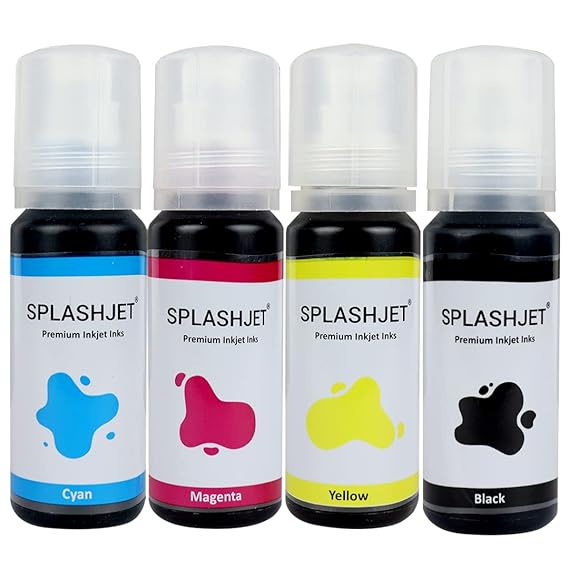 SPLASHJET®
Premium Inkjet Inks
Cyan
SPLASHJET®
Premium Inkjet Inks
Magenta
SPLASHJET®
Premium Inkjet Inks
Yellow
SPLASHJET®
Premium Inkjet Inks
Black